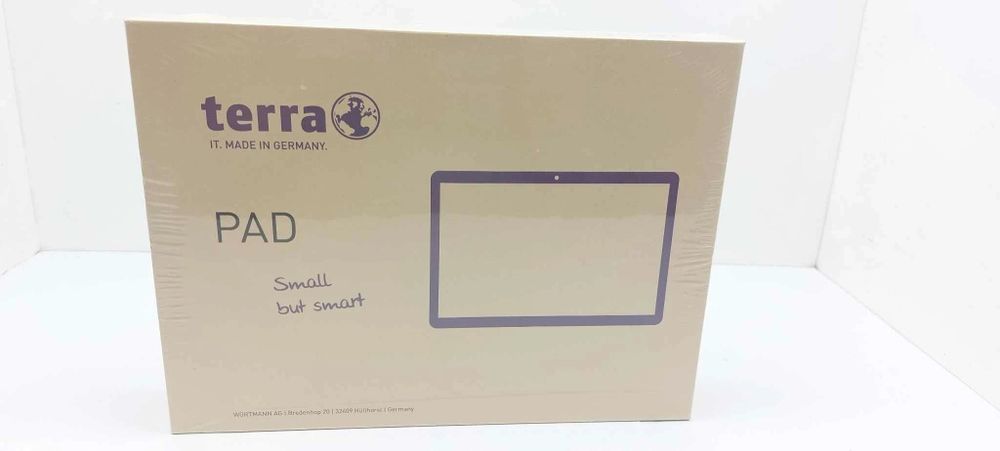 terra
IT. MADE IN GERMANY.
PAD
Small
but smart
WORTMANN AG | Bredenhop 20 | 32609 Hüllhorst | Germany